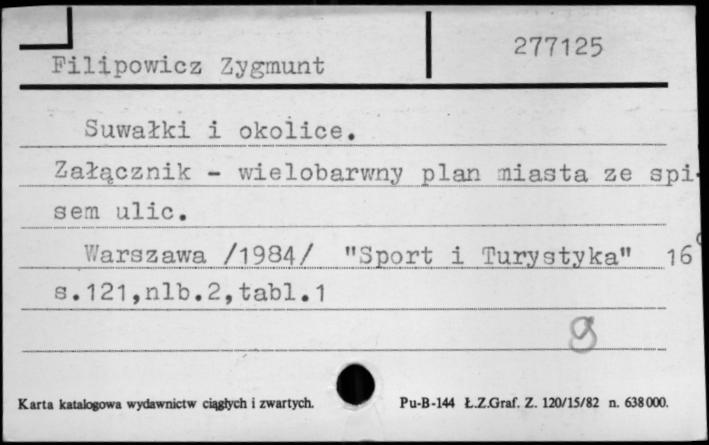 Filipowicz Zygmunt 277125
Suwałki i okolice.
Załącznik - wielobarwny plan miasta ze spi-
sem ulic.
Warszawa /1984/ "Sport i Turystyka" 16°
s.121,nlb.2,tabl.1
9
Karta katalogowa wydawnictw ciągłych i zwartych. Pu-B-144 Ł.Z.Graf. Z. 120/15/82 n. 638000.